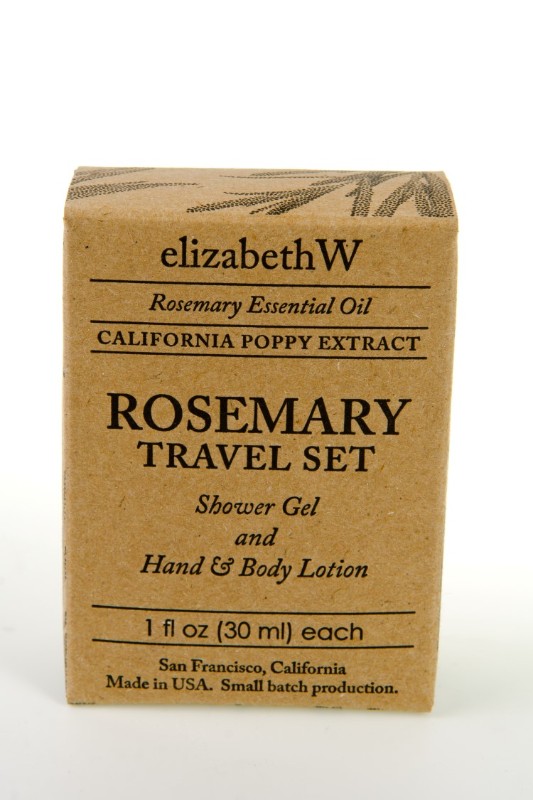 elizabethW
Rosemary Essential Oil
CALIFORNIA POPPY EXTRACT
ROSEMARY
TRAVEL SET
Shower Gel
and
Hand & Body Lotion
1 fl oz (30 ml) each
San Francisco, California
Made in USA. Small batch production.